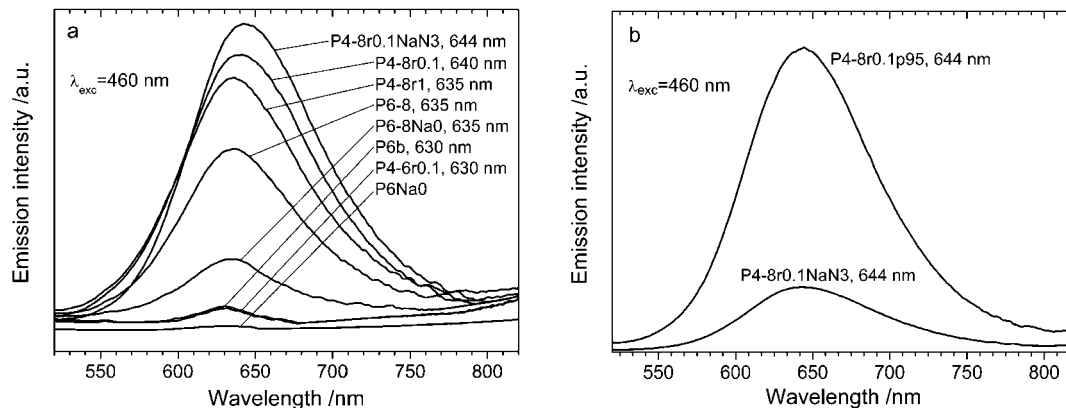 a
λexc=460 nm
P4-8r0.1NaN3, 644 nm
P4-8r0.1, 640 nm
P4-8r1, 635 nm
P6-8, 635 nm
P6-8Na0, 635 nm
P6b, 630 nm
P4-6r0.1, 630 nm
P6Na0
Emission intensity /a.u.
550 600 650 700 750 800
Wavelength /nm
b
λexc=460 nm
P4-8r0.1p95, 644 nm
P4-8r0.1NaN3, 644 nm
Emission intensity /a.u.
550 600 650 700 750 800
Wavelength /nm